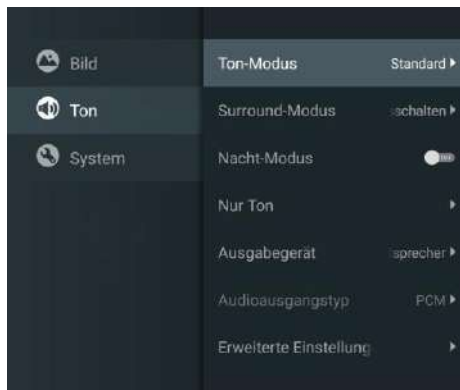 Bild
Ton
System
Ton-Modus Standard
Surround-Modus schalten
Nacht-Modus
Nur Ton
Ausgabegerät sprecher
Audioausgangstyp PCM
Erweiterte Einstellung